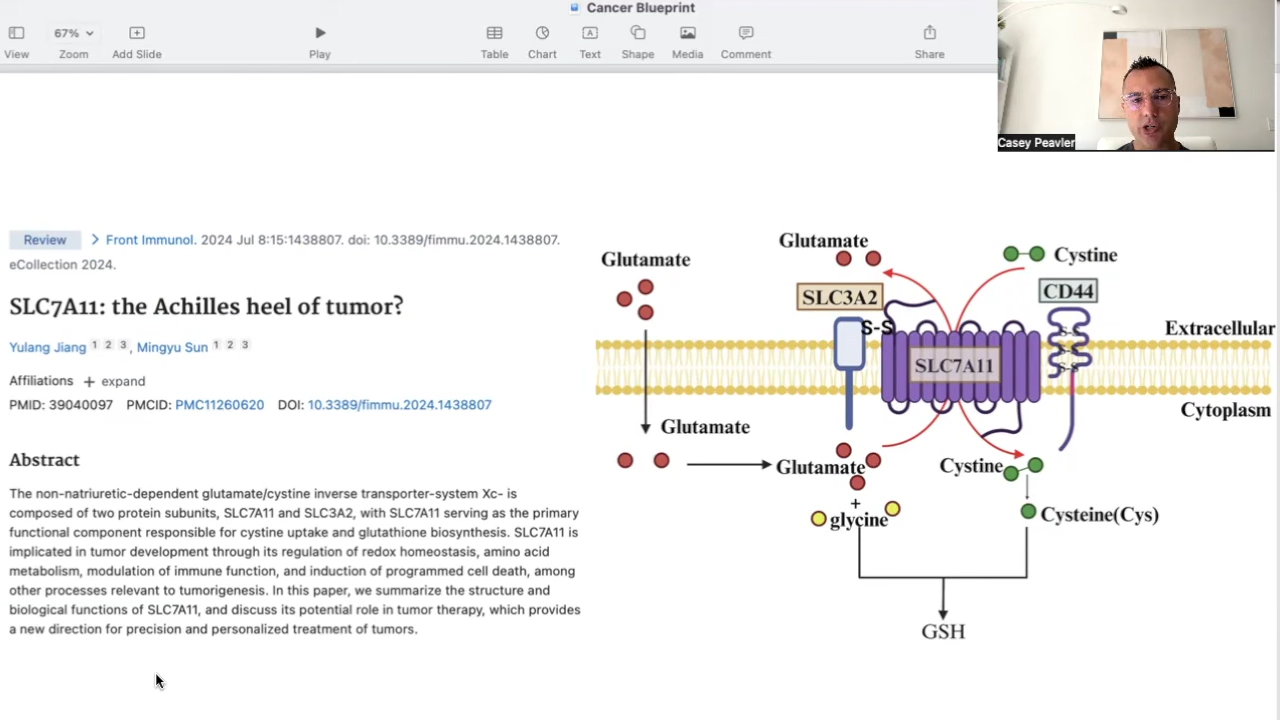 Cancer Blueprint
View
67%
Zoom
Add Slide
Play
Table
Chart
Text
Shape
Media
Comment
Share
Casey Peavler
Review
Front Immunol. 2024 Jul 8:15:1438807. doi: 10.3389/fimmu.2024.1438807.
eCollection 2024.
SLC7A11: the Achilles heel of tumor?
Yulang Jiang 1 2 3, Mingyu Sun 1 2 3
Affiliations + expand
PMID: 39040097 PMCID: PMC11260620 DOI: 10.3389/fimmu.2024.1438807
Abstract
The non-natriuretic-dependent glutamate/cystine inverse transporter-system Xc- is
composed of two protein subunits, SLC7A11 and SLC3A2, with SLC7A11 serving as the primary
functional component responsible for cystine uptake and glutathione biosynthesis. SLC7A11 is
implicated in tumor development through its regulation of redox homeostasis, amino acid
metabolism, modulation of immune function, and induction of programmed cell death, among
other processes relevant to tumorigenesis. In this paper, we summarize the structure and
biological functions of SLC7A11, and discuss its potential role in tumor therapy, which provides
a new direction for precision and personalized treatment of tumors.
Glutamate
Glutamate
Cystine
SLC3A2
CD44
S-S
S-S
S-S
S-S
Extracellular
SLC7A11
Cytoplasm
Glutamate
Glutamate
Cystine
+
glycine
Cysteine(Cys)
GSH